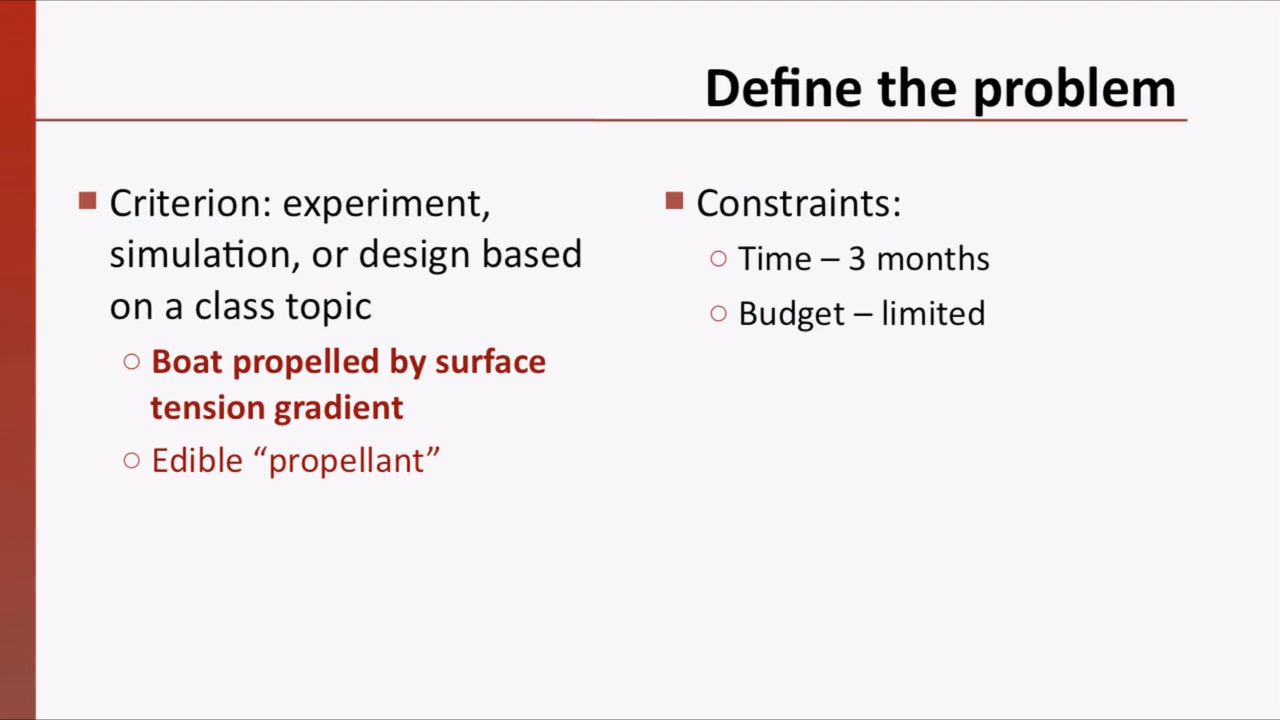 Define the problem
Criterion: experiment,
simulation, or design based
on a class topic
Boat propelled by surface
tension gradient
Edible “propellant”
Constraints:
Time – 3 months
Budget – limited